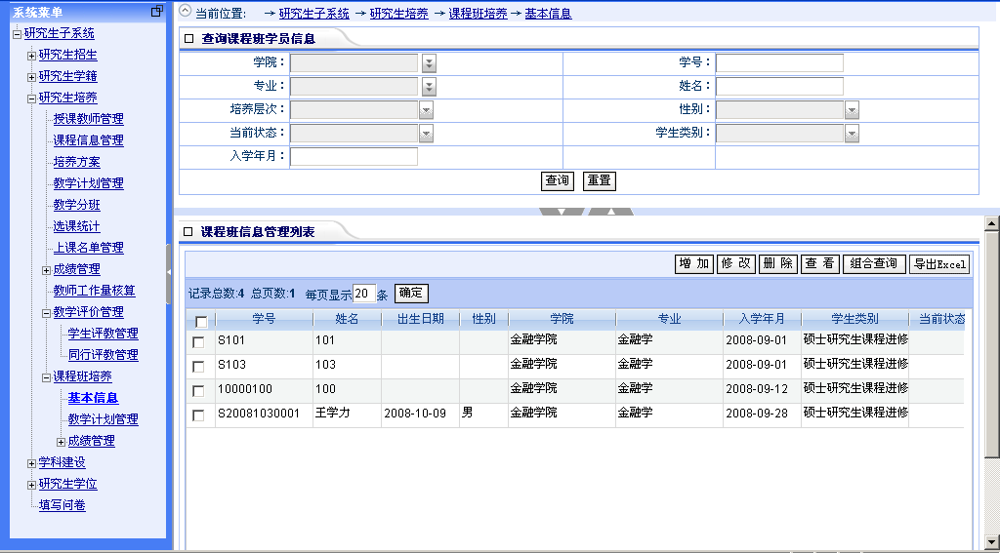 系统菜单
研究生子系统
研究生招生
研究生学籍
研究生培养
授课教师管理
课程信息管理
培养方案
教学计划管理
教学分班
选课统计
上课名单管理
成绩管理
教师工作量核算
教学评价管理
学生评教管理
同行评教管理
课程班培养
基本信息
教学计划管理
成绩管理
学科建设
研究生学位
填写问卷
当前位置: →研究生子系统 →研究生培养 →课程班培养→基本信息
查询课程班学员信息
学院： 学号：
专业： 姓名：
培养层次： 性别：
当前状态： 学生类别：
入学年月：
查询 重置
课程班信息管理列表
增 加 修 改 删 除 查 看 组合查询 导出Excel
记录总数:4 总页数:1 每页显示20条 确定
学号 姓名 出生日期 性别 学院 专业 入学年月 学生类别 当前状态
S101 101 金融学院 金融学 2008-09-01 硕士研究生课程进修
S103 103 金融学院 金融学 2008-09-01 硕士研究生课程进修
10000100 100 金融学院 金融学 2008-09-12 硕士研究生课程进修
S20081030001 王学力 2008-10-09 男 金融学院 金融学 2008-09-28 硕士研究生课程进修